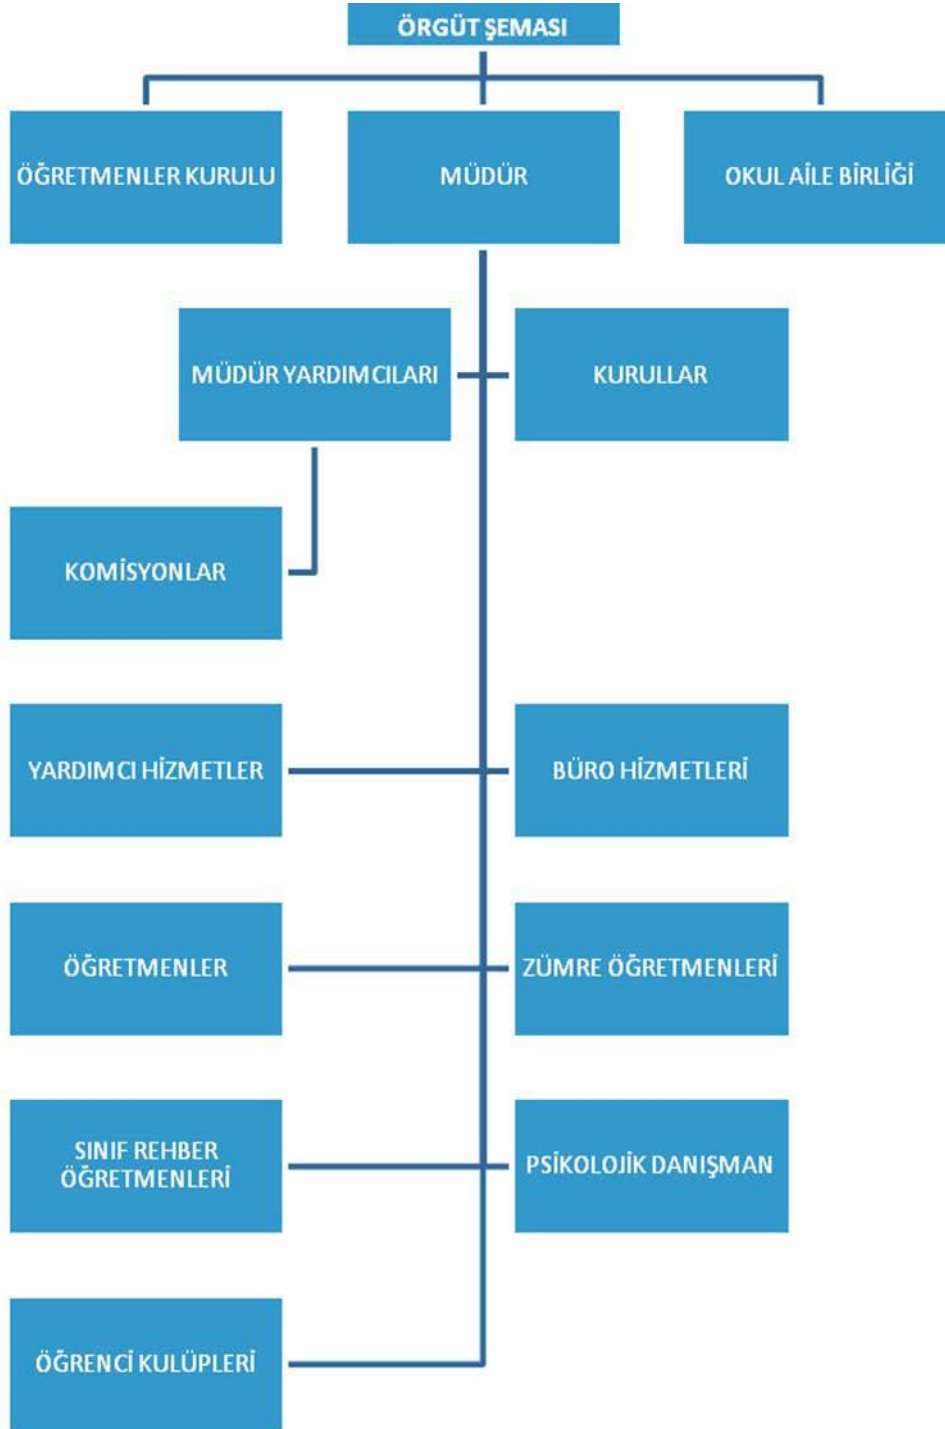 ÖRGÜT ŞEMASI
ÖĞRETMENLER KURULU
MÜDÜR
OKUL AİLE BİRLİĞİ
MÜDÜR YARDIMCILARI
KURULLAR
KOMİSYONLAR
YARDIMCI HİZMETLER
BÜRO HİZMETLERİ
ÖĞRETMENLER
ZÜMRE ÖĞRETMENLERİ
SINIF REHBER
ÖĞRETMENLERİ
PSİKOLOJİK DANIŞMAN
ÖĞRENCİ KULÜPLERİ